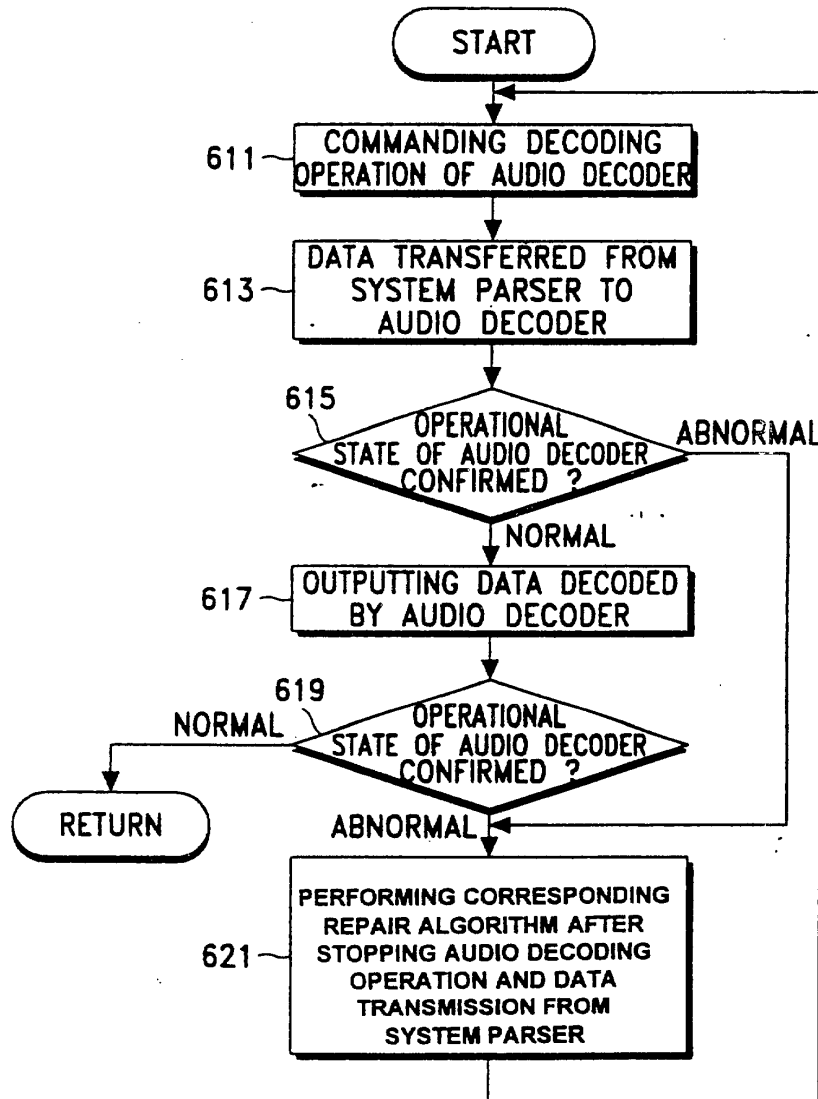 START
611
COMMANDING DECODING
OPERATION OF AUDIO DECODER
613
DATA TRANSFERRED FROM
SYSTEM PARSER TO
AUDIO DECODER
615
OPERATIONAL
STATE OF AUDIO DECODER
CONFIRMED ?
ABNORMAL
NORMAL
617
OUTPUTTING DATA DECODED
BY AUDIO DECODER
619
OPERATIONAL
STATE OF AUDIO DECODER
CONFIRMED ?
NORMAL
RETURN
ABNORMAL
621
PERFORMING CORRESPONDING
REPAIR ALGORITHM AFTER
STOPPING AUDIO DECODING
OPERATION AND DATA
TRANSMISSION FROM
SYSTEM PARSER